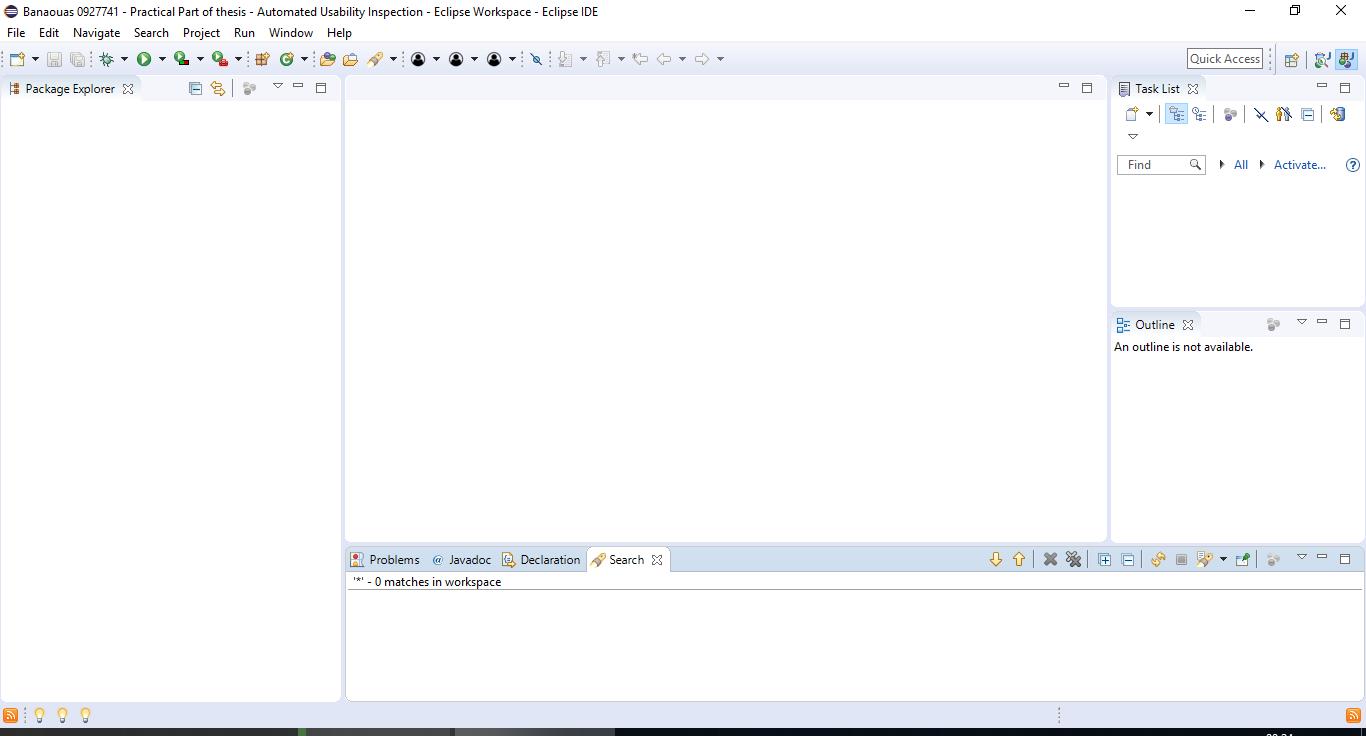 Banaouas 0927741 - Practical Part of thesis - Automated Usability Inspection - Eclipse Workspace - Eclipse IDE
File Edit Navigate Search Project Run Window Help
Quick Access
Package Explorer
Task List
Find All Activate...
Outline
An outline is not available.
Problems @ Javadoc Declaration Search
'*' - 0 matches in workspace